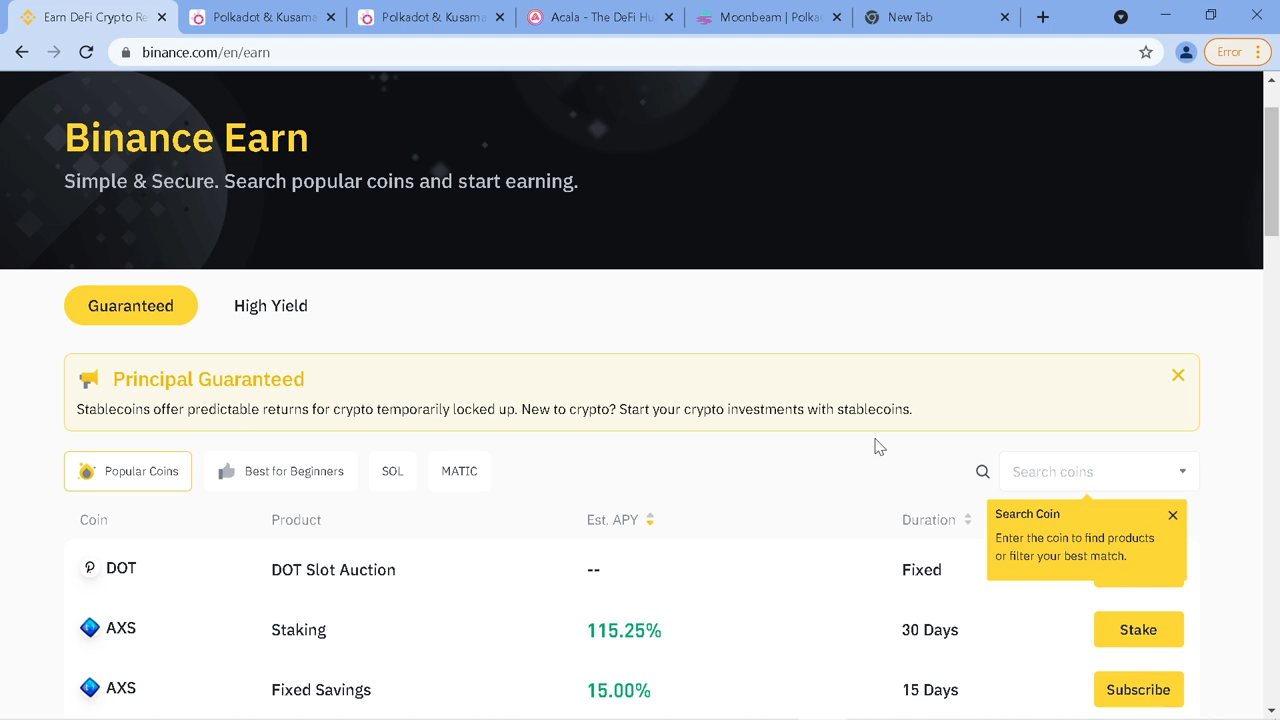 Earn DeFi Crypto Re
Polkadot & Kusama
Polkadot & Kusama
Acala - The DeFi Hu
Moonbeam | Polka
New Tab
binance.com/en/earn
Error
Binance Earn
Simple & Secure. Search popular coins and start earning.
Guaranteed
High Yield
Principal Guaranteed
Stablecoins offer predictable returns for crypto temporarily locked up. New to crypto? Start your crypto investments with stablecoins.
Popular Coins
Best for Beginners
SOL
MATIC
Search coins
Coin
Product
Est. APY
Duration
Search Coin
Enter the coin to find products
or filter your best match.
DOT
DOT Slot Auction
--
Fixed
AXS
Staking
115.25%
30 Days
Stake
AXS
Fixed Savings
15.00%
15 Days
Subscribe